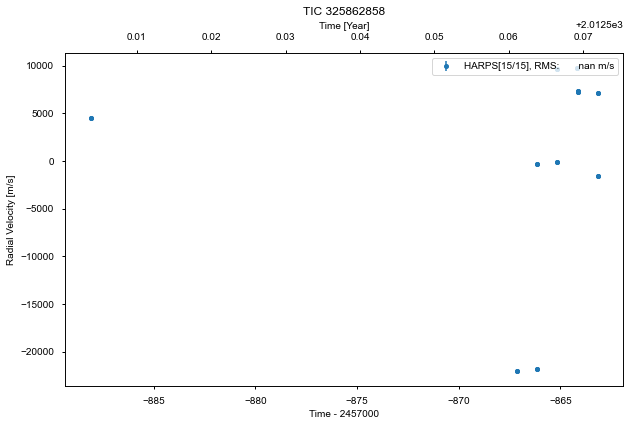 TIC 325862858
Time [Year]
+2.0125e3
0.01 0.02 0.03 0.04 0.05 0.06 0.07
HARPS[15/15], RMS: nan m/s
10000
5000
0
−5000
−10000
−15000
−20000
Radial Velocity [m/s]
−885 −880 −875 −870 −865
Time - 2457000